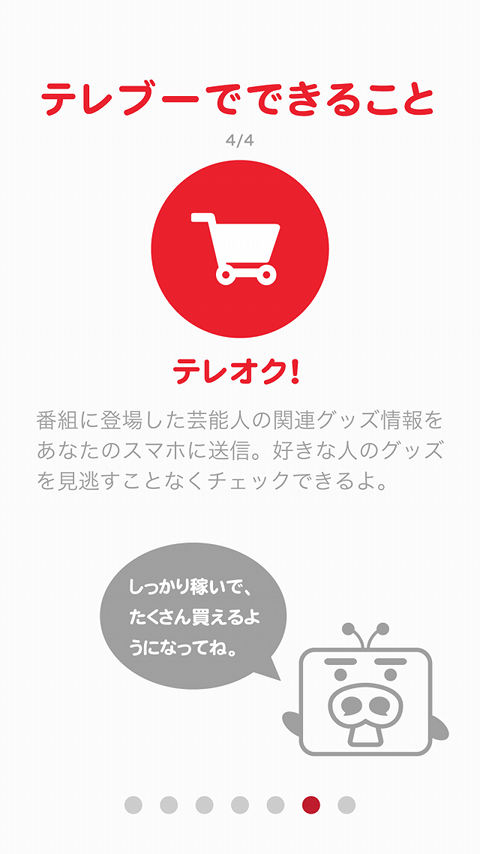 テレブーでできること
4/4
テレオク!
番組に登場した芸能人の関連グッズ情報を
あなたのスマホに送信。好きな人のグッズ
を見逃すことなくチェックできるよ。
しっかり稼いで、
たくさん買えるよ
うになってね。